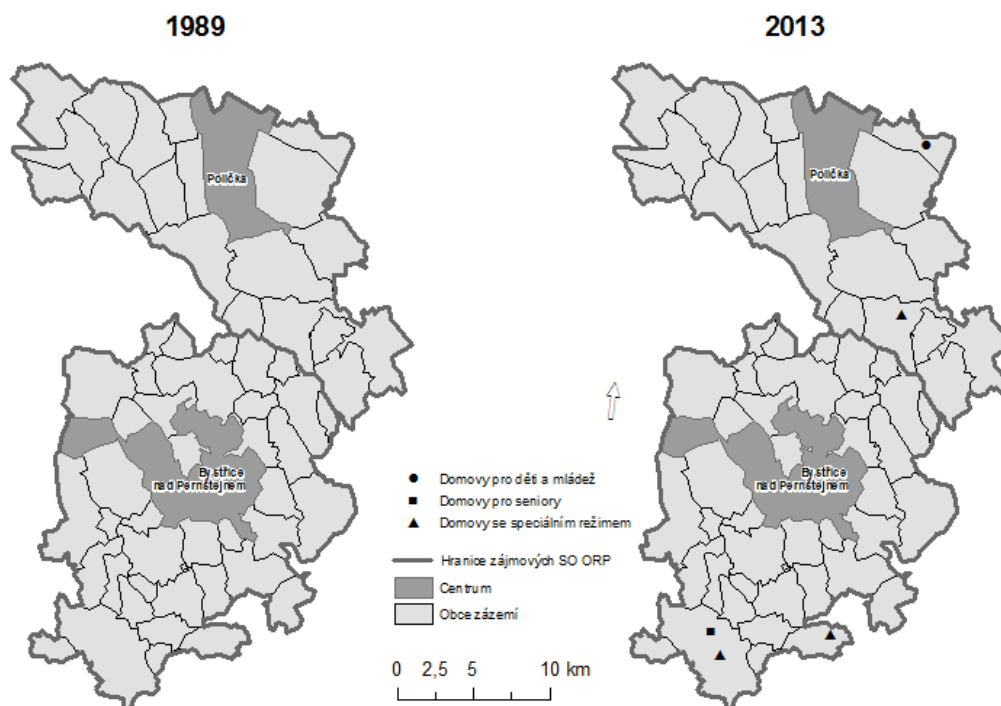 1989
2013
Polička
Polička
Bystřice
nad Pernštejnem
Bystřice
nad Pernštejnem
Domovy pro děti a mládež
Domovy pro seniory
Domovy se speciálním režimem
Hranice zájmových SO ORP
Centrum
Obce zázemí
0 2,5 5 10 km